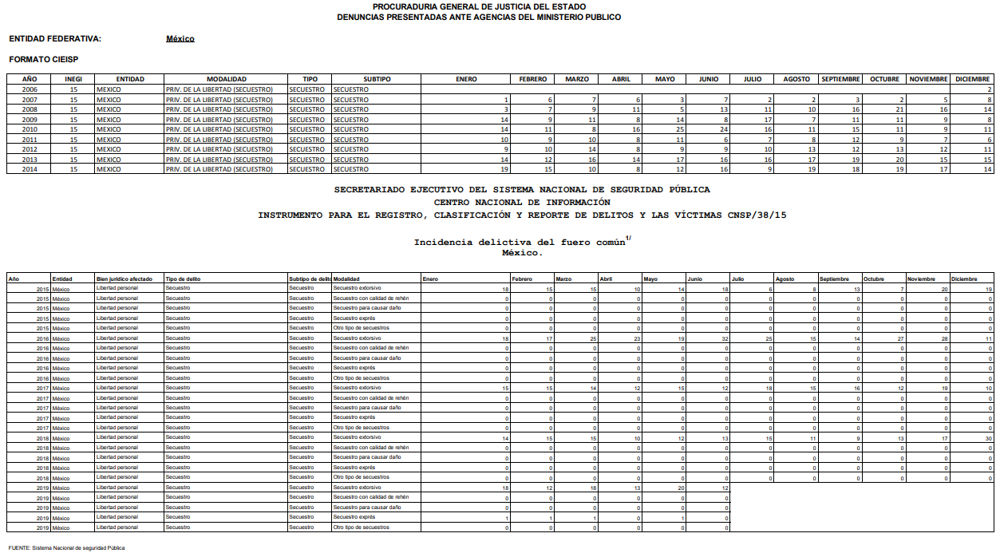 PROCURADURIA GENERAL DE JUSTICIA DEL ESTADO
DENUNCIAS PRESENTADAS ANTE AGENCIAS DEL MINISTERIO PUBLICO
ENTIDAD FEDERATIVA: México
FORMATO CIEISP
AÑO INEGI ENTIDAD MODALIDAD TIPO SUBTIPO ENERO FEBRERO MARZO ABRIL MAYO JUNIO JULIO AGOSTO SEPTIEMBRE OCTUBRE NOVIEMBRE DICIEMBRE
2006 15 MEXICO PRIV. DE LA LIBERTAD (SECUESTRO) SECUESTRO SECUESTRO 2
2007 15 MEXICO PRIV. DE LA LIBERTAD (SECUESTRO) SECUESTRO SECUESTRO 1 6 7 6 3 7 2 2 3 2 5 8
2008 15 MEXICO PRIV. DE LA LIBERTAD (SECUESTRO) SECUESTRO SECUESTRO 3 7 9 11 5 13 11 10 16 21 16 14
2009 15 MEXICO PRIV. DE LA LIBERTAD (SECUESTRO) SECUESTRO SECUESTRO 14 9 11 8 14 8 17 7 11 11 9 8
2010 15 MEXICO PRIV. DE LA LIBERTAD (SECUESTRO) SECUESTRO SECUESTRO 14 11 8 16 25 24 16 11 15 11 9 11
2011 15 MEXICO PRIV. DE LA LIBERTAD (SECUESTRO) SECUESTRO SECUESTRO 10 9 10 8 11 6 7 8 12 9 7 6
2012 15 MEXICO PRIV. DE LA LIBERTAD (SECUESTRO) SECUESTRO SECUESTRO 9 10 14 8 9 9 10 13 12 13 12 11
2013 15 MEXICO PRIV. DE LA LIBERTAD (SECUESTRO) SECUESTRO SECUESTRO 14 12 16 14 17 16 16 17 19 20 15 15
2014 15 MEXICO PRIV. DE LA LIBERTAD (SECUESTRO) SECUESTRO SECUESTRO 19 15 10 8 12 16 9 19 18 19 17 14
SECRETARIADO EJECUTIVO DEL SISTEMA NACIONAL DE SEGURIDAD PÚBLICA
CENTRO NACIONAL DE INFORMACIÓN
INSTRUMENTO PARA EL REGISTRO, CLASIFICACIÓN Y REPORTE DE DELITOS Y LAS VÍCTIMAS CNSP/38/15
Incidencia delictiva del fuero común1/
México.
Año Entidad Bien jurídico afectado Tipo de delito Subtipo de delito Modalidad Enero Febrero Marzo Abril Mayo Junio Julio Agosto Septiembre Octubre Noviembre Diciembre
2015 México Libertad personal Secuestro Secuestro Secuestro extorsivo 18 15 15 10 14 18 6 8 13 7 20 19
2015 México Libertad personal Secuestro Secuestro Secuestro con calidad de rehén 0 0 0 0 0 0 0 0 0 0 0 0
2015 México Libertad personal Secuestro Secuestro Secuestro para causar daño 0 0 0 0 0 0 0 0 0 0 0 0
2015 México Libertad personal Secuestro Secuestro Secuestro exprés 0 0 0 0 0 0 0 0 0 0 0 0
2015 México Libertad personal Secuestro Secuestro Otro tipo de secuestros 0 0 0 0 0 0 0 0 0 0 0 0
2016 México Libertad personal Secuestro Secuestro Secuestro extorsivo 18 17 25 23 19 32 25 15 14 27 28 11
2016 México Libertad personal Secuestro Secuestro Secuestro con calidad de rehén 0 0 0 0 0 0 0 0 0 0 0 0
2016 México Libertad personal Secuestro Secuestro Secuestro para causar daño 0 0 0 0 0 0 0 0 0 0 0 0
2016 México Libertad personal Secuestro Secuestro Secuestro exprés 0 0 0 0 0 0 0 0 0 0 0 0
2016 México Libertad personal Secuestro Secuestro Otro tipo de secuestros 0 0 0 0 0 0 0 0 0 0 0 0
2017 México Libertad personal Secuestro Secuestro Secuestro extorsivo 15 15 14 12 15 12 18 15 16 12 19 10
2017 México Libertad personal Secuestro Secuestro Secuestro con calidad de rehén 0 0 0 0 0 0 0 0 0 0 0 0
2017 México Libertad personal Secuestro Secuestro Secuestro para causar daño 0 0 0 0 0 0 0 0 0 0 0 0
2017 México Libertad personal Secuestro Secuestro Secuestro exprés 0 0 0 0 0 0 0 0 0 0 0 0
2017 México Libertad personal Secuestro Secuestro Otro tipo de secuestros 0 0 0 0 0 0 0 0 0 0 0 0
2018 México Libertad personal Secuestro Secuestro Secuestro extorsivo 14 15 15 10 12 13 15 11 9 13 17 30
2018 México Libertad personal Secuestro Secuestro Secuestro con calidad de rehén 0 0 0 0 0 0 0 0 0 0 0 0
2018 México Libertad personal Secuestro Secuestro Secuestro para causar daño 0 0 0 0 0 0 0 0 0 0 0 0
2018 México Libertad personal Secuestro Secuestro Secuestro exprés 0 0 0 0 0 0 0 0 0 0 0 0
2018 México Libertad personal Secuestro Secuestro Otro tipo de secuestros 0 0 0 0 0 0 0 0 0 0 0 0
2019 México Libertad personal Secuestro Secuestro Secuestro extorsivo 18 12 18 13 20 12
2019 México Libertad personal Secuestro Secuestro Secuestro con calidad de rehén 0 0 0 0 0 0
2019 México Libertad personal Secuestro Secuestro Secuestro para causar daño 0 0 0 0 0 0
2019 México Libertad personal Secuestro Secuestro Secuestro exprés 1 1 1 0 1 0
2019 México Libertad personal Secuestro Secuestro Otro tipo de secuestros 0 0 0 0 0 0
FUENTE: Sistema Nacional de seguridad Pública